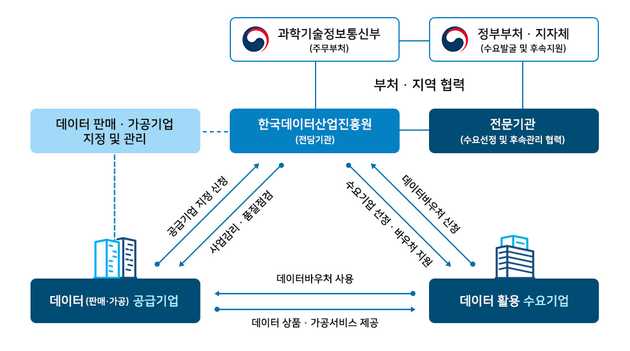 과학기술정보통신부
(주무부처)
정부부처 · 지자체
(수요발굴 및 후속지원)
부처 · 지역 협력
데이터 판매 · 가공기업
지정 및 관리
한국데이터산업진흥원
(전담기관)
전문기관
(수요선정 및 후속관리 협력)
공급기업 지정 신청
사업관리 · 품질점검
수요기업 선정 · 바우처 지원
데이터바우처 신청
데이터 (판매·가공) 공급기업
데이터바우처 사용
데이터 상품 · 가공서비스 제공
데이터 활용 수요기업